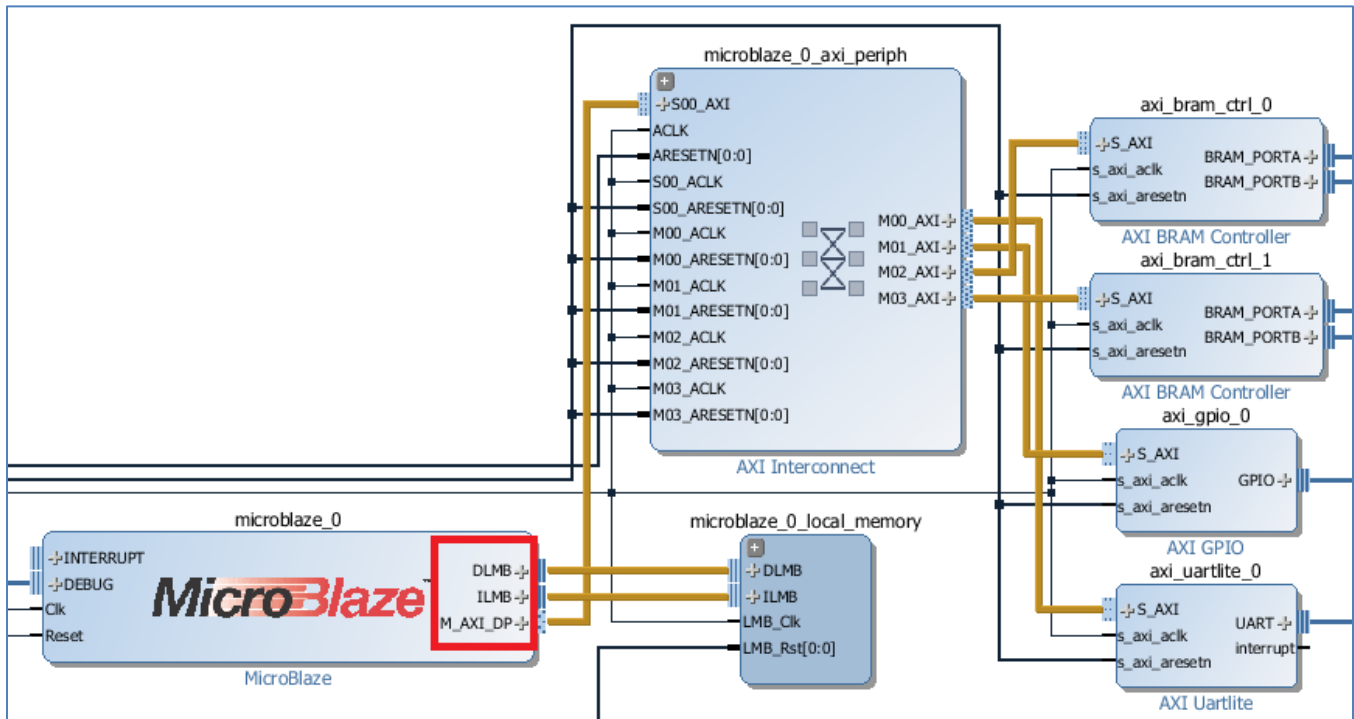 microblaze_0_axi_periph
S00_AXI
ACLK
ARESETN[0:0]
S00_ACLK
S00_ARESETN[0:0]
M00_ACLK
M00_ARESETN[0:0]
M01_ACLK
M01_ARESETN[0:0]
M02_ACLK
M02_ARESETN[0:0]
M03_ACLK
M03_ARESETN[0:0]
M00_AXI
M01_AXI
M02_AXI
M03_AXI
AXI Interconnect
axi_bram_ctrl_0
S_AXI
s_axi_aclk
s_axi_aresetn
BRAM_PORTA
BRAM_PORTB
AXI BRAM Controller
axi_bram_ctrl_1
S_AXI
s_axi_aclk
s_axi_aresetn
BRAM_PORTA
BRAM_PORTB
AXI BRAM Controller
axi_gpio_0
S_AXI
s_axi_aclk
s_axi_aresetn
GPIO
AXI GPIO
axi_uartlite_0
S_AXI
s_axi_aclk
s_axi_aresetn
UART
interrupt
AXI Uartlite
microblaze_0
INTERRUPT
DEBUG
Clk
Reset
MicroBlaze™
DLMB
ILMB
M_AXI_DP
MicroBlaze
microblaze_0_local_memory
DLMB
ILMB
LMB_Clk
LMB_Rst[0:0]